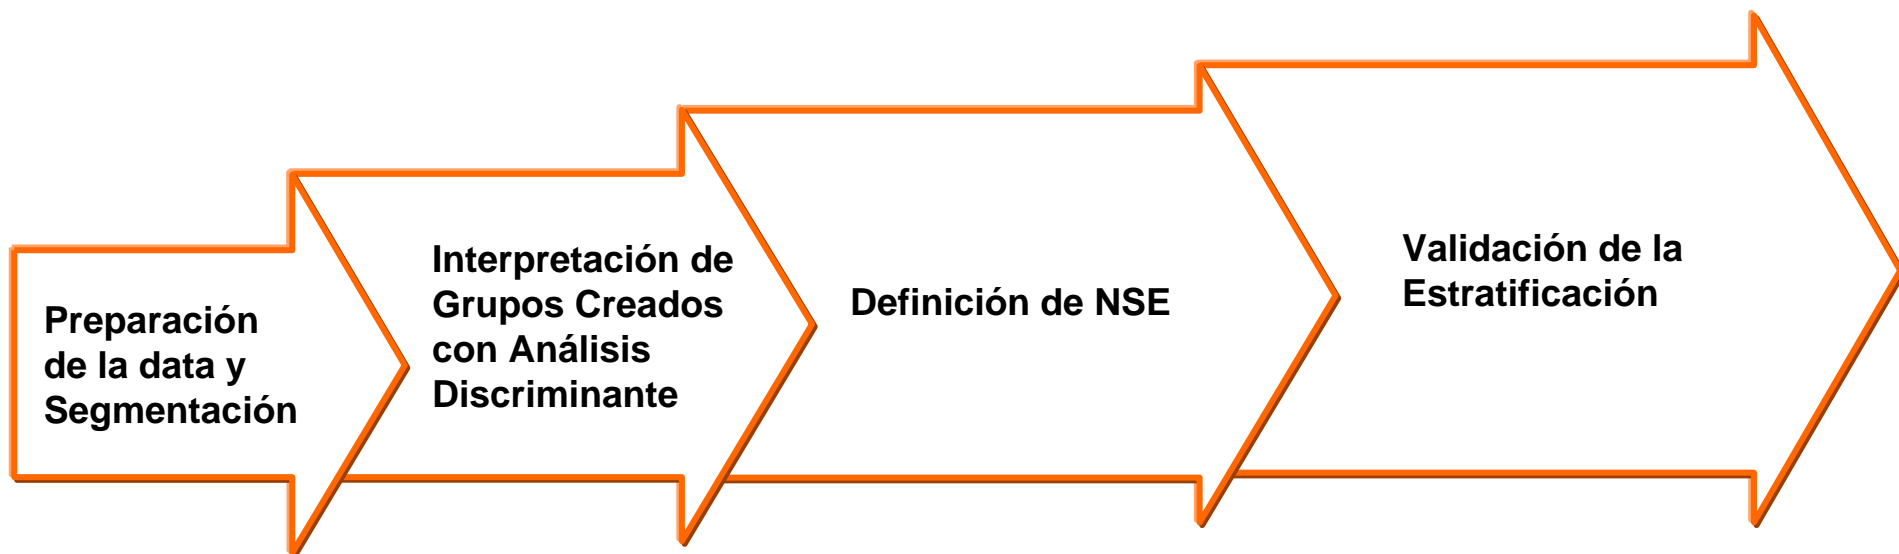 Preparación
de la data y
Segmentación
Interpretación de
Grupos Creados
con Análisis
Discriminante
Definición de NSE
Validación de la
Estratificación